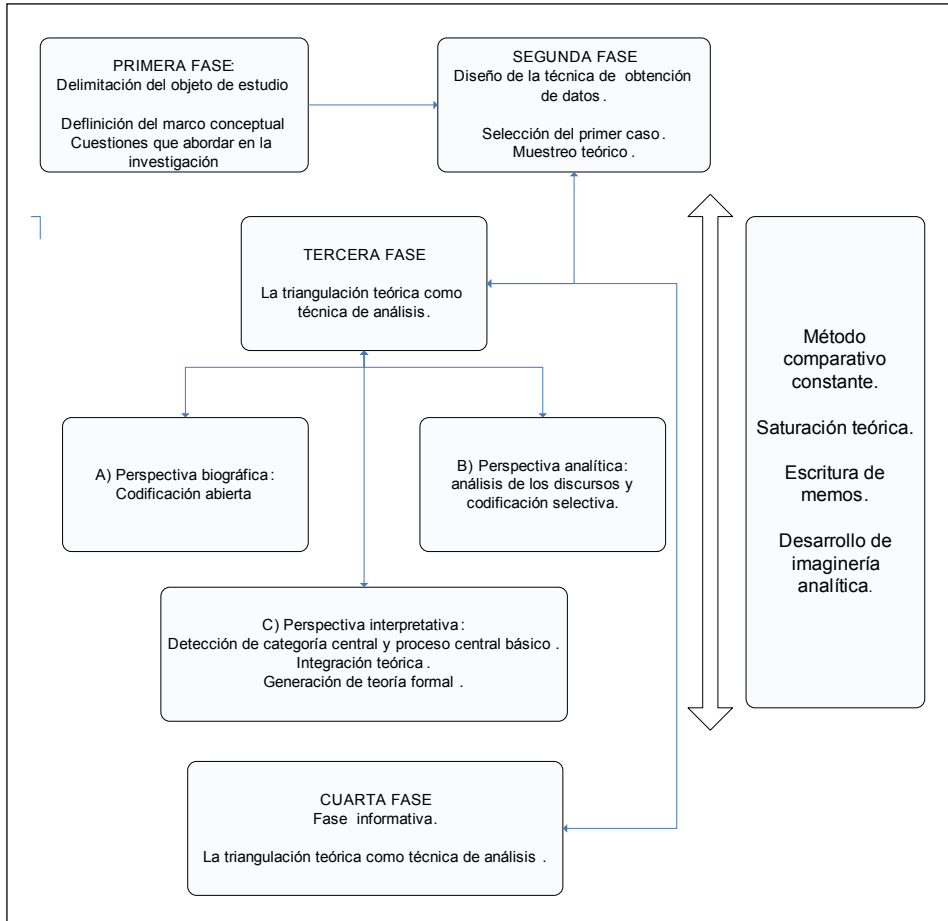 PRIMERA FASE:
Delimitación del objeto de estudio
Deflinición del marco conceptual
Cuestiones que abordar en la
investigación
SEGUNDA FASE
Diseño de la técnica de obtención
de datos.
Selección del primer caso.
Muestreo teórico.
TERCERA FASE
La triangulación teórica como
técnica de análisis.
A) Perspectiva biográfica:
Codificación abierta
B) Perspectiva analítica:
análisis de los discursos y
codificación selectiva.
C) Perspectiva interpretativa:
Detección de categoría central y proceso central básico.
Integración teórica.
Generación de teoría formal.
CUARTA FASE
Fase informativa.
La triangulación teórica como técnica de análisis.
Método
comparativo
constante.
Saturación teórica.
Escritura de
memos.
Desarrollo de
imaginería
analítica.